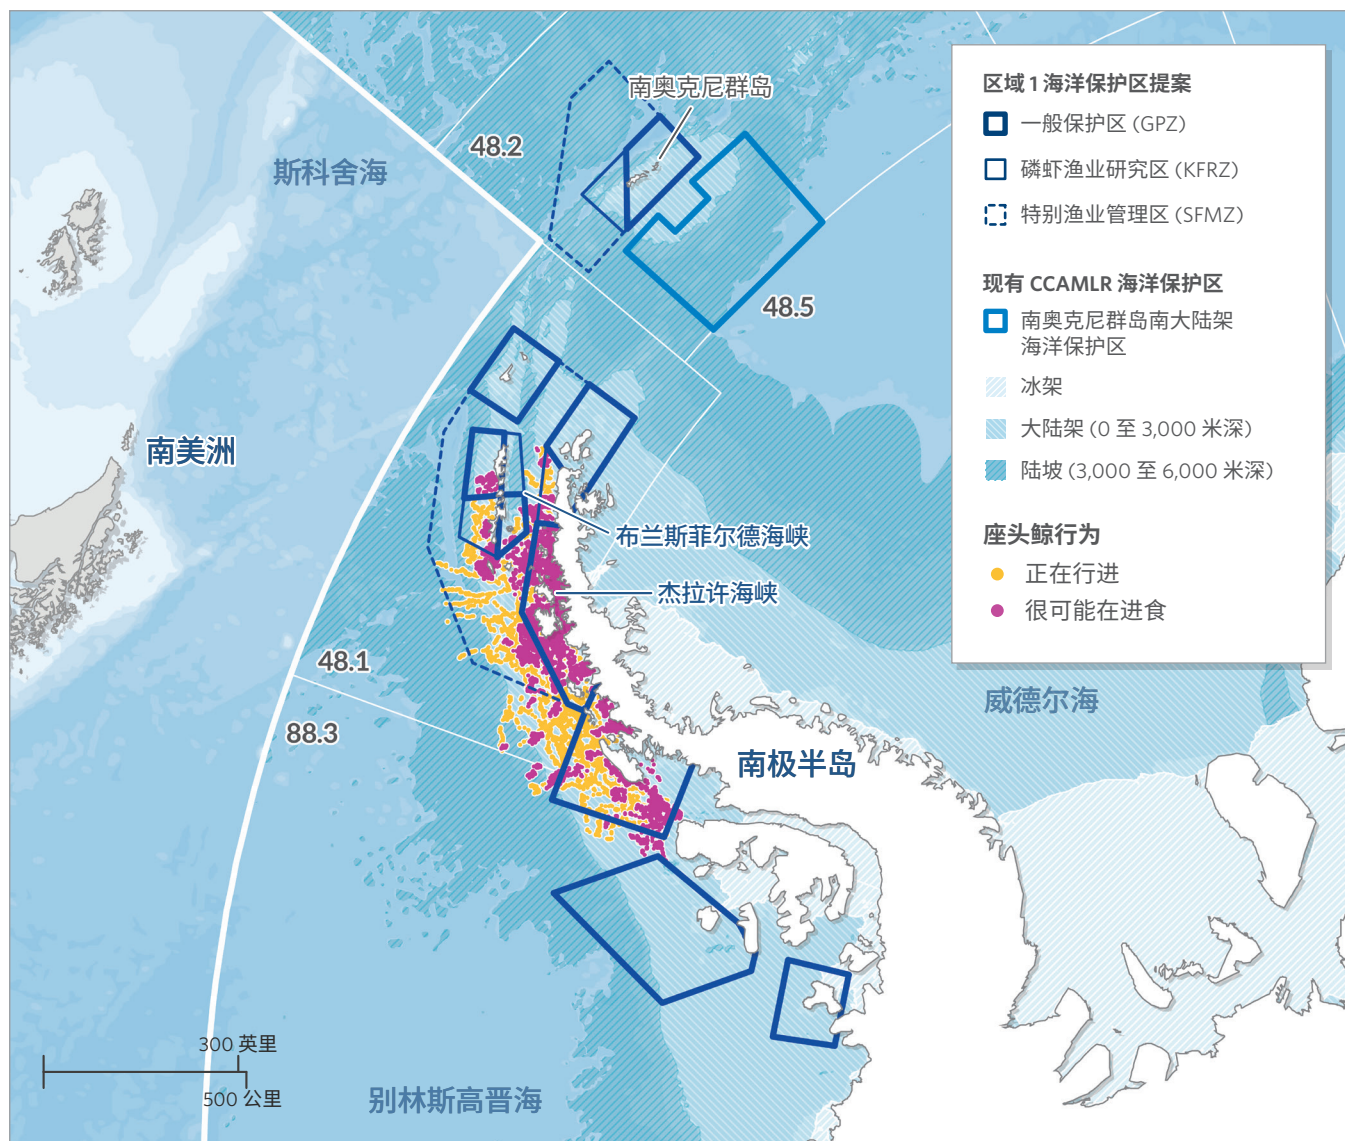 南奥克尼群岛
48.2
斯科舍海
48.5
南美洲
布兰斯菲尔德海峡
杰拉许海峡
48.1
88.3
威德尔海
南极半岛
别林斯高晋海
300 英里
500 公里
区域 1 海洋保护区提案
一般保护区 (GPZ)
磷虾渔业研究区 (KFRZ)
特别渔业管理区 (SFMZ)
现有 CCAMLR 海洋保护区
南奥克尼群岛南大陆架
海洋保护区
冰架
大陆架 (0 至 3,000 米深)
陆坡 (3,000 至 6,000 米深)
座头鲸行为
正在行进
很可能在进食